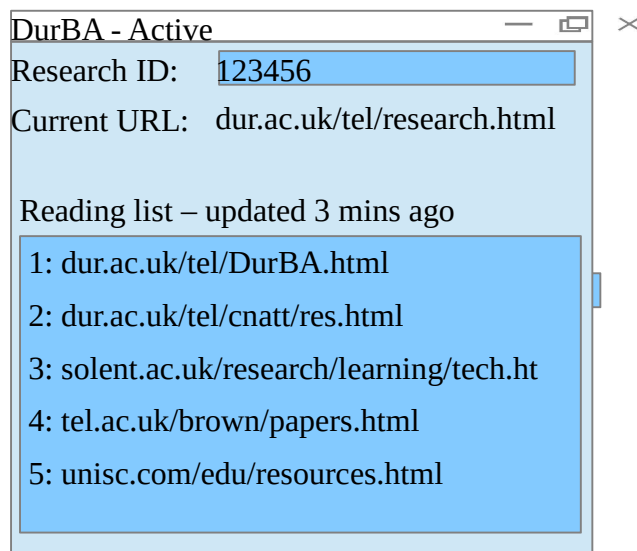 DurBA - Active
Research ID: 123456
Current URL: dur.ac.uk/tel/research.html
Reading list – updated 3 mins ago
1: dur.ac.uk/tel/DurBA.html
2: dur.ac.uk/tel/cnatt/res.html
3: solent.ac.uk/research/learning/tech.ht
4: tel.ac.uk/brown/papers.html
5: unisc.com/edu/resources.html